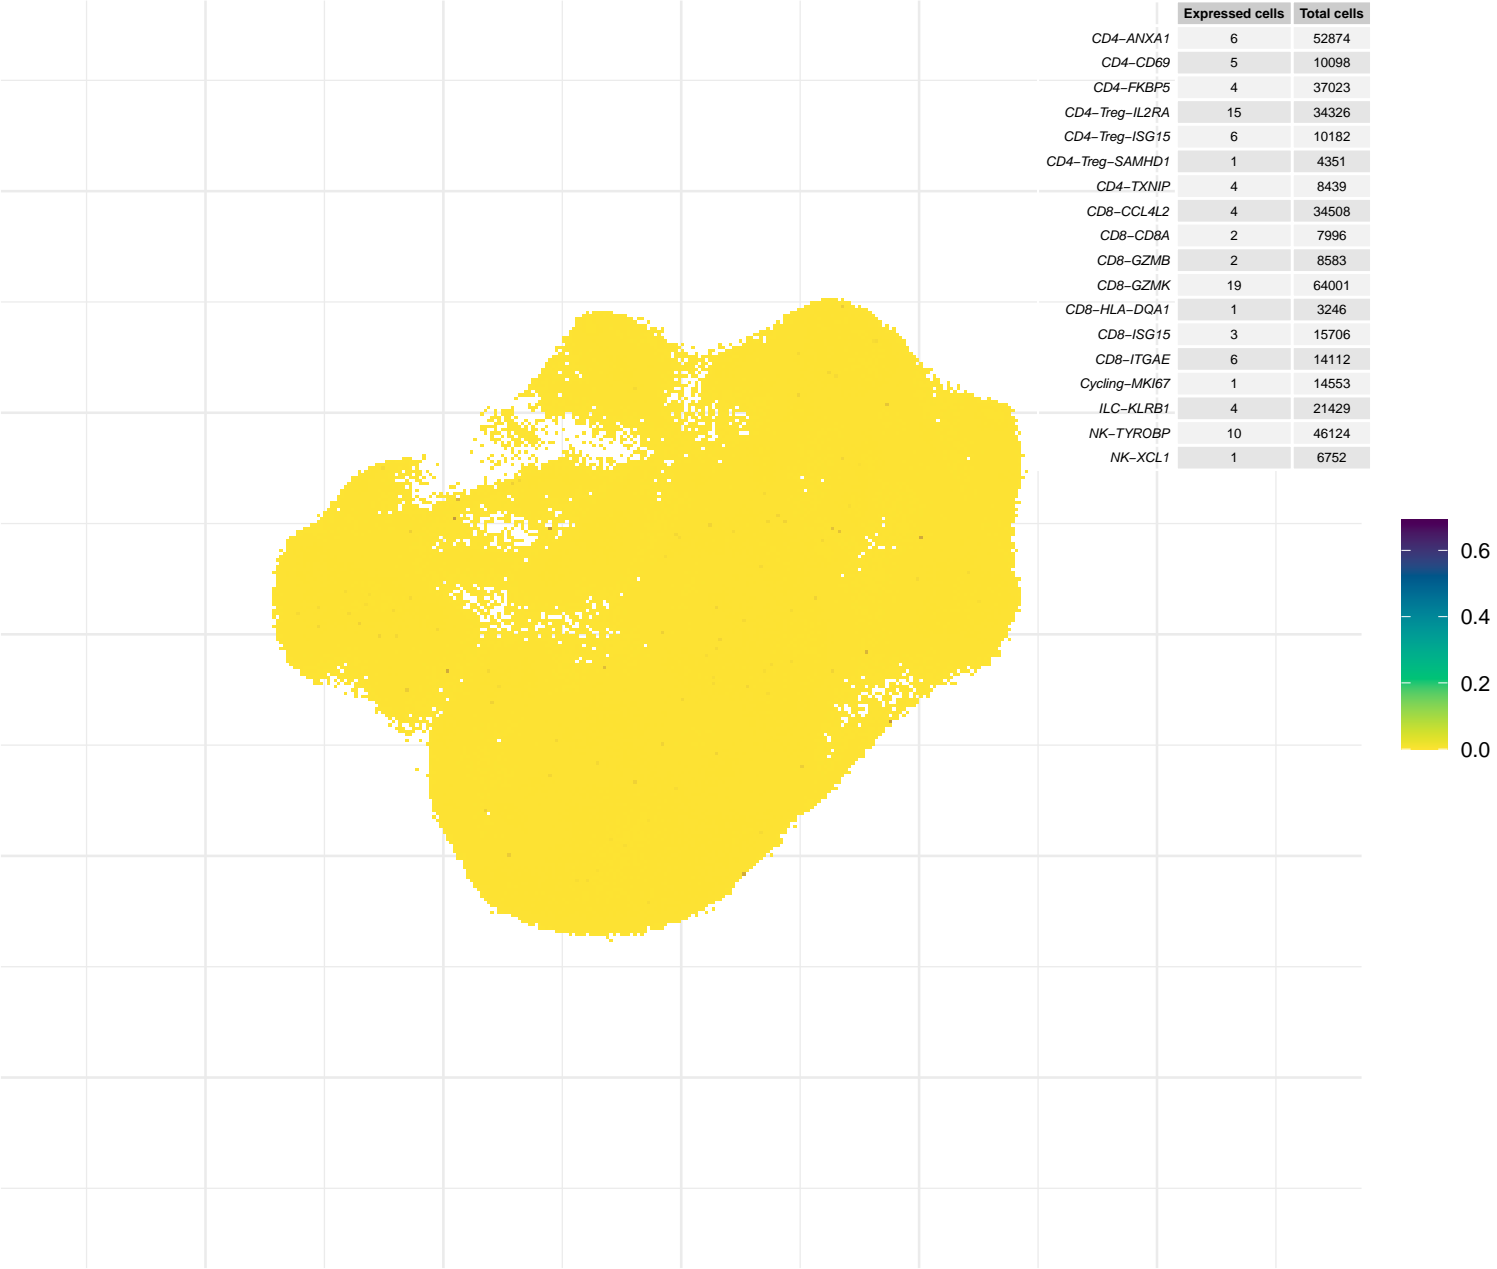 Expressed cells Total cells
CD4−ANXA1 6 52874
CD4−CD69 5 10098
CD4−FKBP5 4 37023
CD4−Treg−IL2RA 15 34326
CD4−Treg−ISG15 6 10182
CD4−Treg−SAMHD1 1 4351
CD4−TXNIP 4 8439
CD8−CCL4L2 4 34508
CD8−CD8A 2 7996
CD8−GZMB 2 8583
CD8−GZMK 19 64001
CD8−HLA−DQA1 1 3246
CD8−ISG15 3 15706
CD8−ITGAE 6 14112
Cycling−MKI67 1 14553
ILC−KLRB1 4 21429
NK−TYROBP 10 46124
NK−XCL1 1 6752
0.6
0.4
0.2
0.0